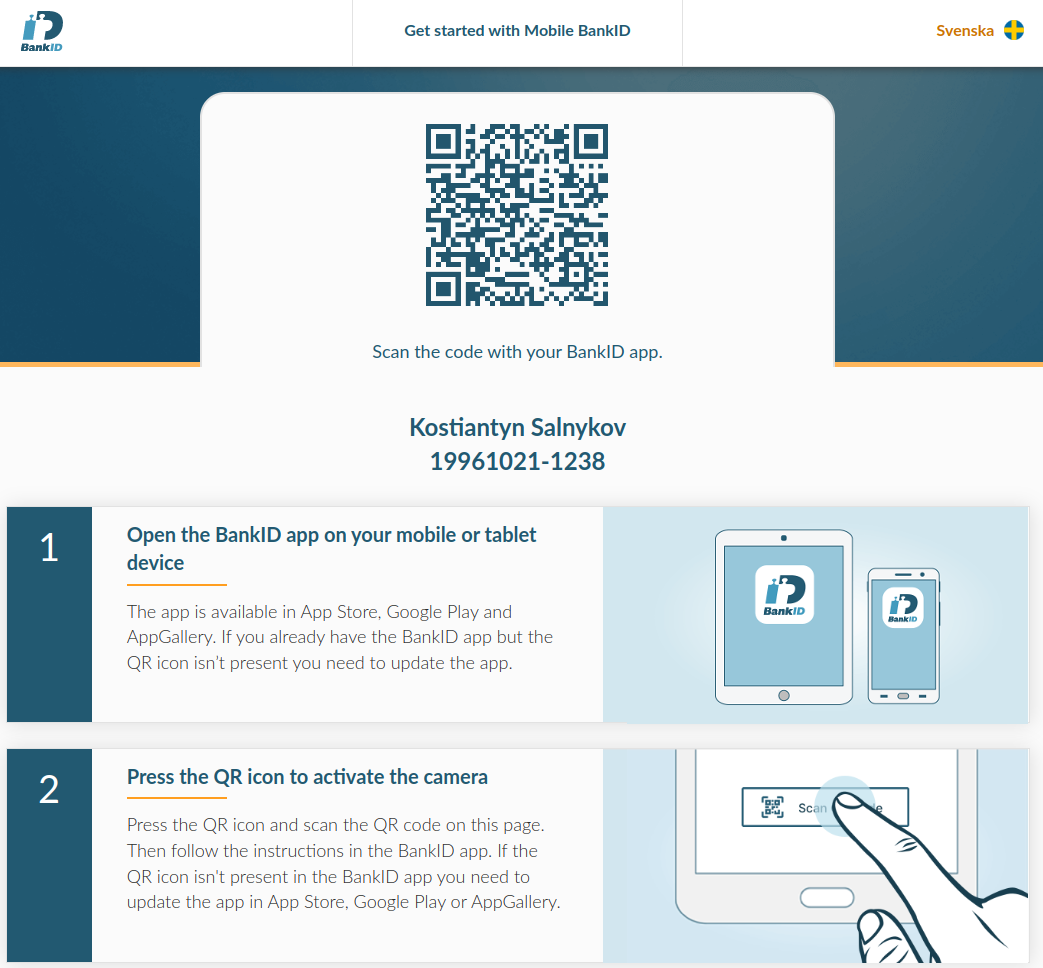 BankID
Get started with Mobile BankID
Svenska
Scan the code with your BankID app.
Kostiantyn Salnykov
19961021-1238
1
Open the BankID app on your mobile or tablet
device
The app is available in App Store, Google Play and
AppGallery. If you already have the BankID app but the
QR icon isn't present you need to update the app.
BankID
BankID
2
Press the QR icon to activate the camera
Press the QR icon and scan the QR code on this page.
Then follow the instructions in the BankID app. If the
QR icon isn't present in the BankID app you need to
update the app in App Store, Google Play or AppGallery.
Scan